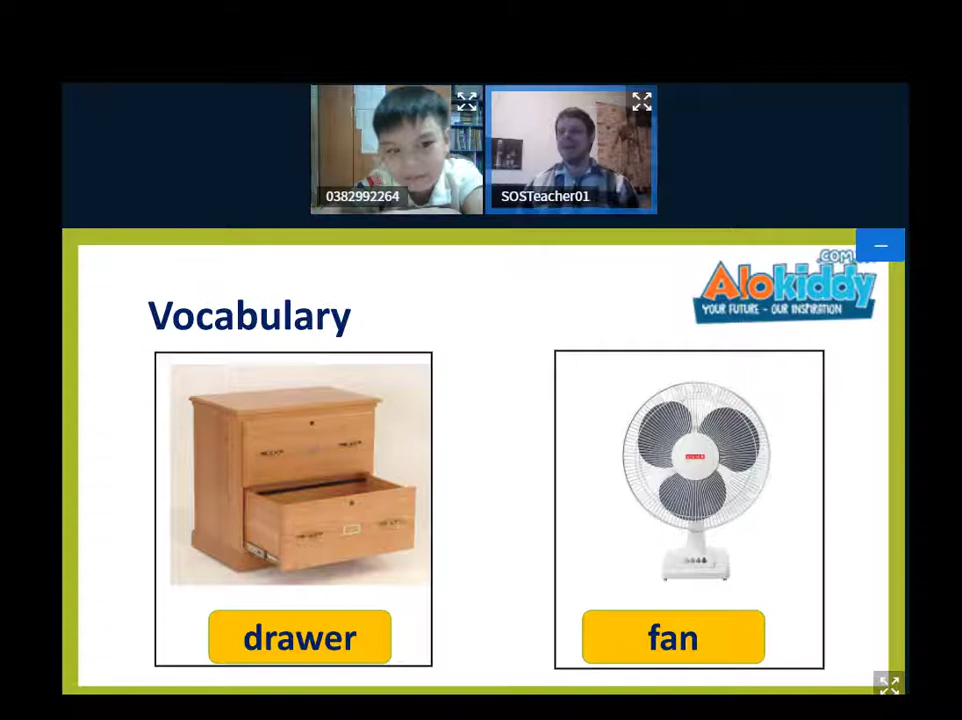 0382992264
SOSTeacher01
.COM
Alokiddy
YOUR FUTURE - OUR INSPIRATION
Vocabulary
drawer
fan